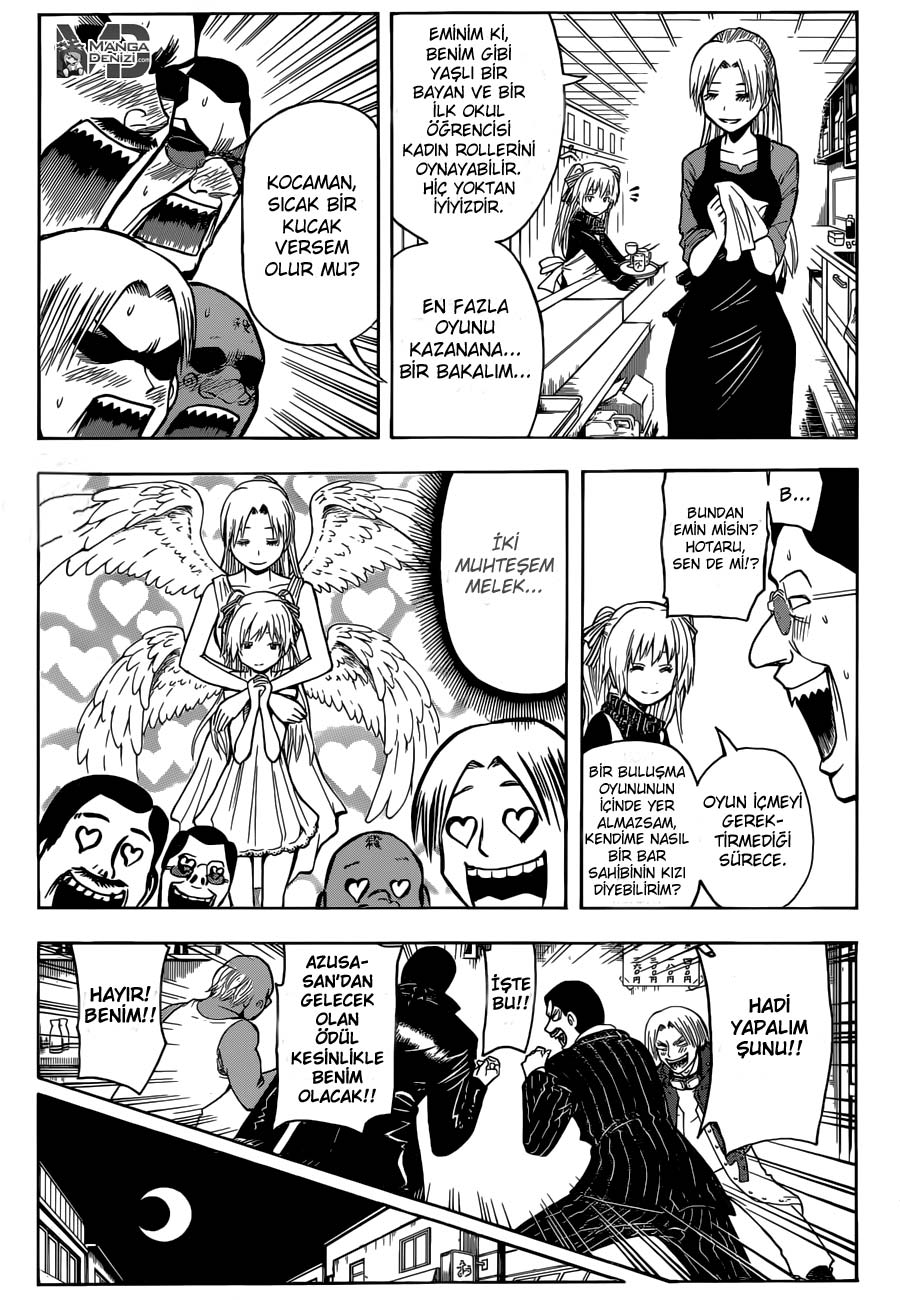 EMİNİM Kİ,
BENİM GİBİ
YAŞLI BİR
BAYAN VE BİR
İLK OKUL
ÖĞRENCİSİ
KADIN ROLLERİNİ
OYNAYABİLİR.
HİÇ YOKTAN
İYİYİZDİR.
EN FAZLA
OYUNU
KAZANANA...
BİR BAKALIM...
MANGA
DENİZİ.com
KOCAMAN,
SICAK BİR
KUCAK
VERSEM
OLUR MU?
B...
BUNDAN
EMİN MİSİN?
HOTARU,
SEN DE Mİ!?
OYUN İÇMEYİ
GEREK-
TİRMEDİĞİ
SÜRECE.
BİR BULUŞMA
OYUNUNUN
İÇİNDE YER
ALMAZSAM,
KENDİME NASIL
BİR BAR
SAHİBİNİN KIZI
DİYEBİLİRİM?
İKİ
MUHTEŞEM
MELEK...
HADİ
YAPALIM
ŞUNU!!
İŞTE
BU!!
AZUSA-
SAN'DAN
GELECEK
OLAN
ÖDÜL
KESİNLİKLE
BENİM
OLACAK!!
HAYIR!
BENİM!!